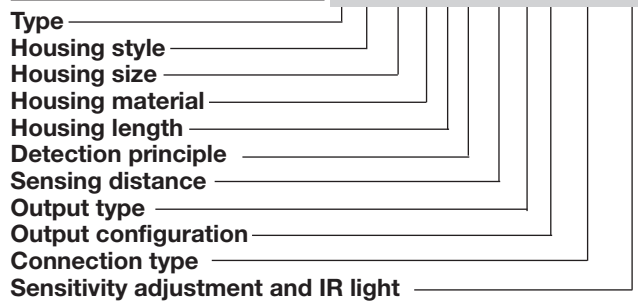 Type
Housing style
Housing size
Housing material
Housing length
Detection principle
Sensing distance
Output type
Output configuration
Connection type
Sensitivity adjustment and IR light